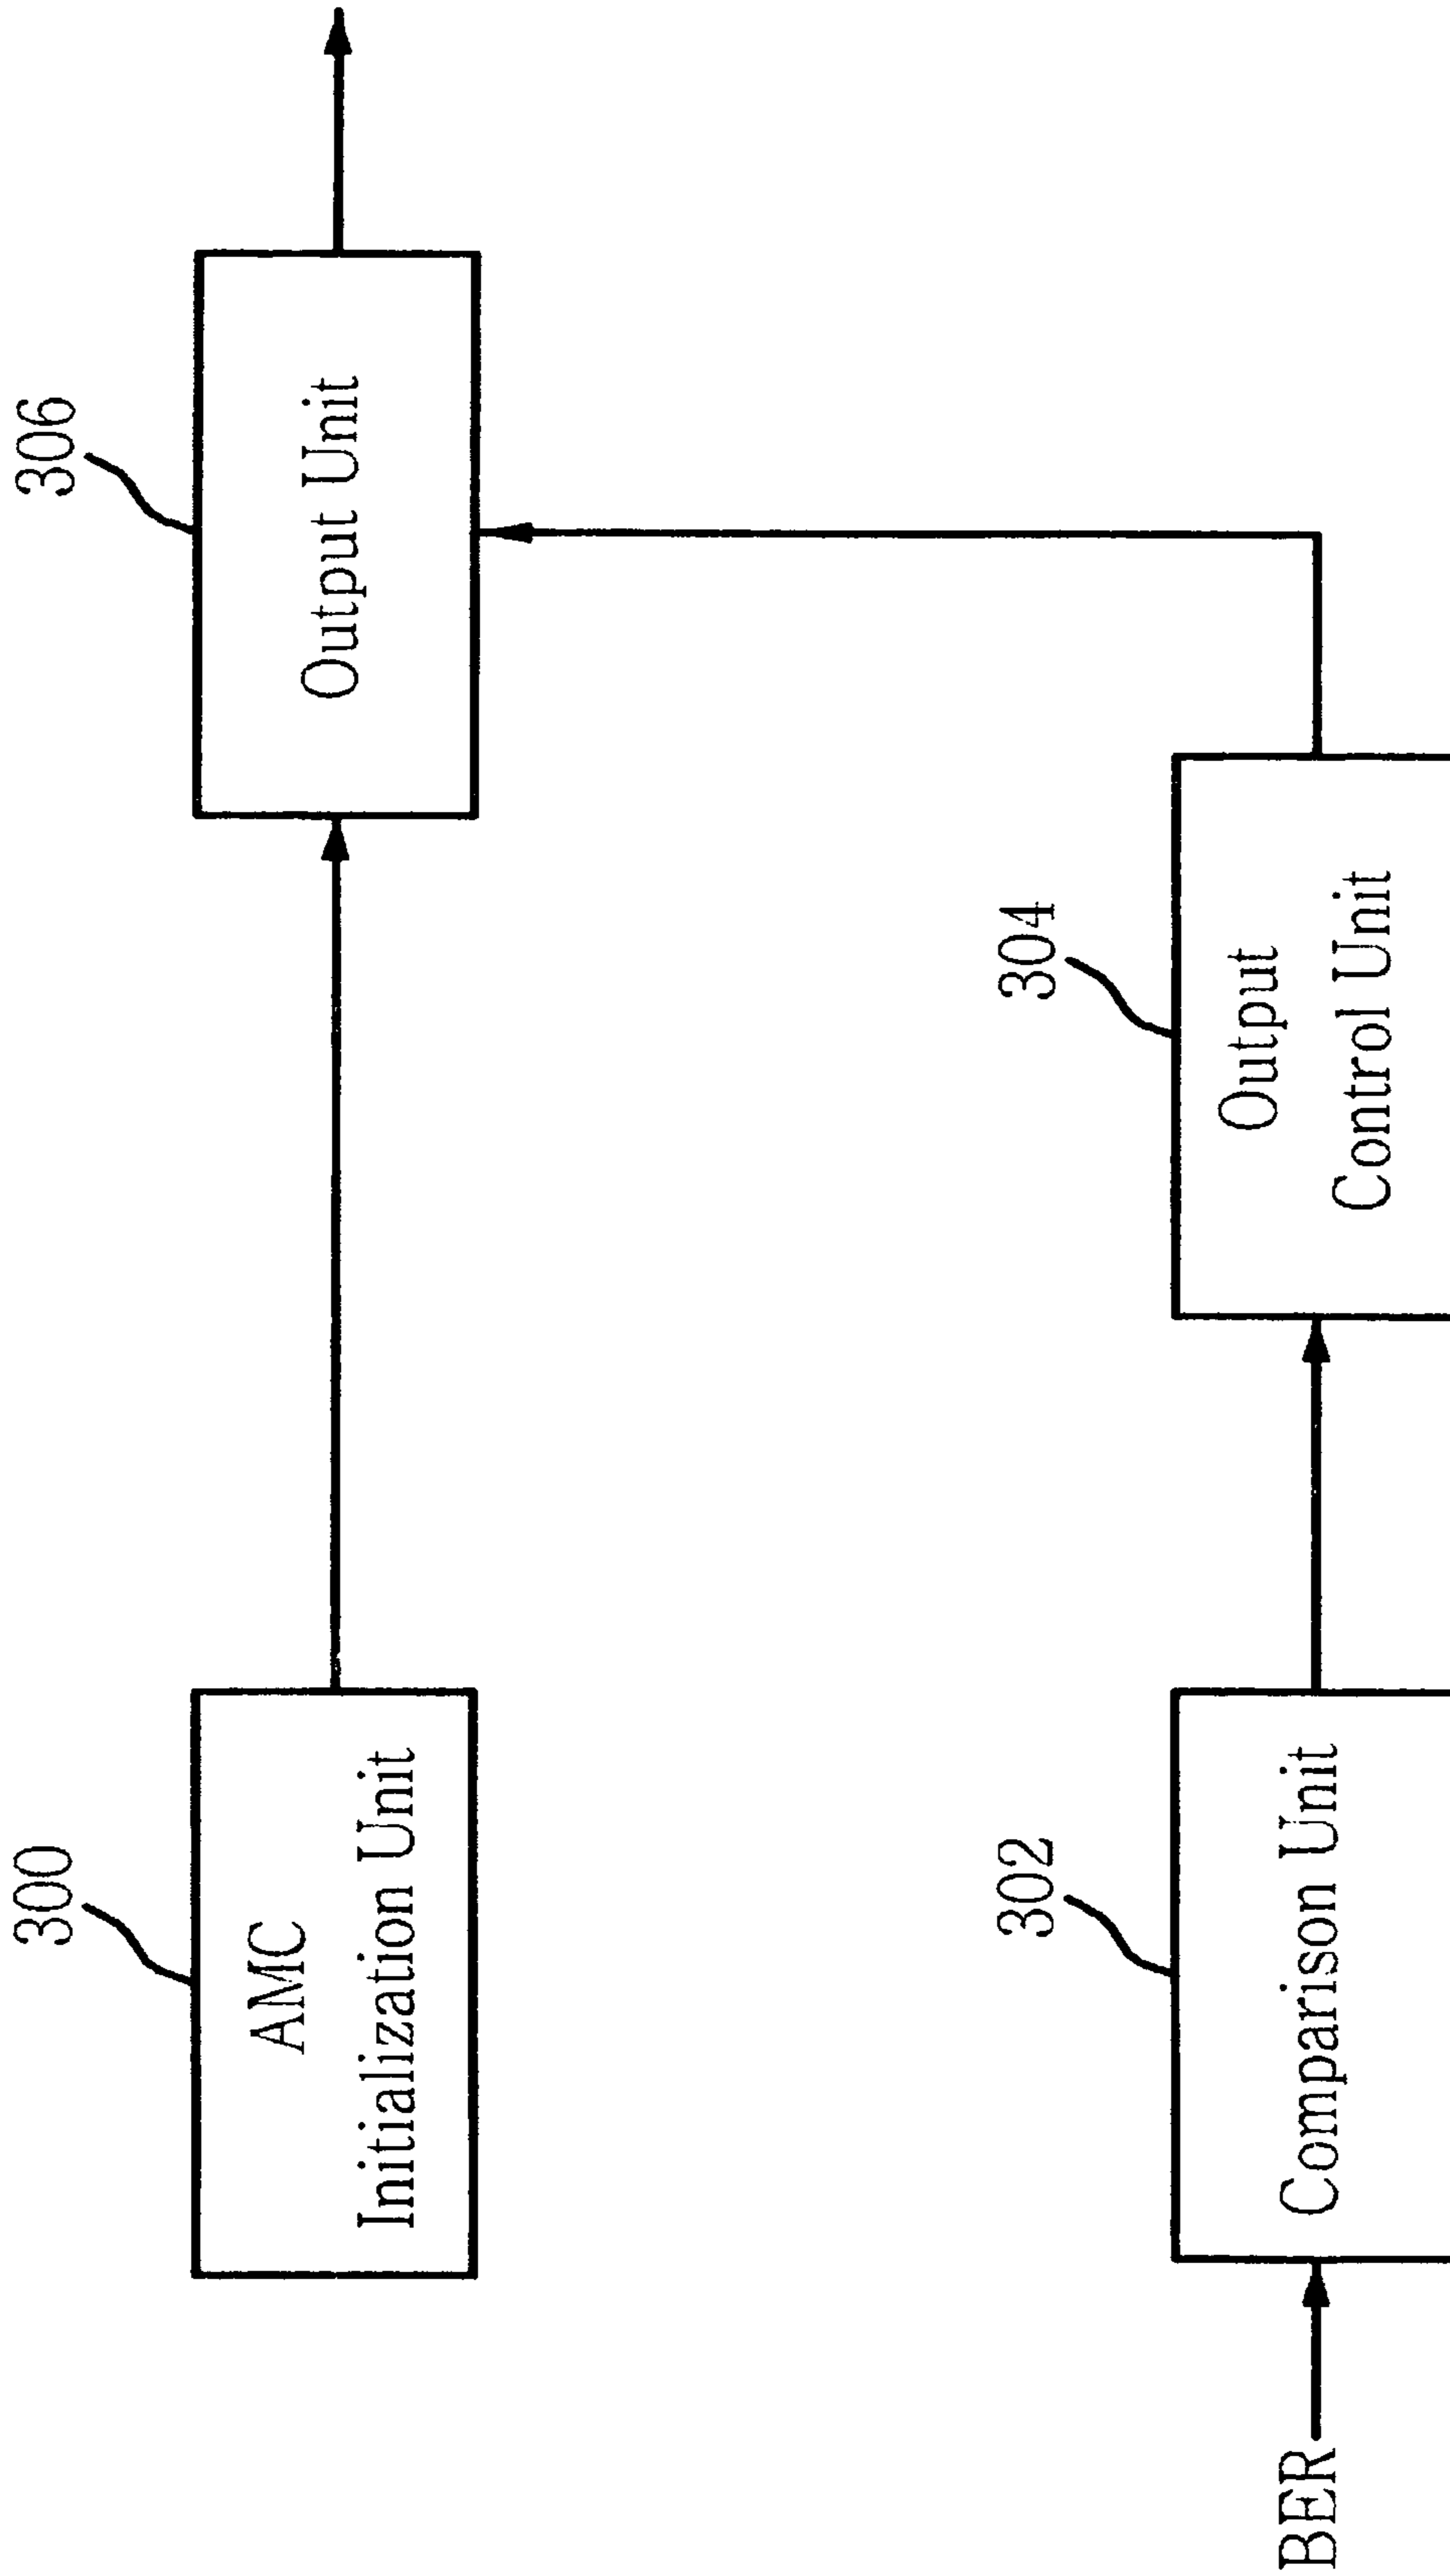 300
AMC
Initialization Unit
306
Output Unit
BER
302
Comparison Unit
304
Output
Control Unit